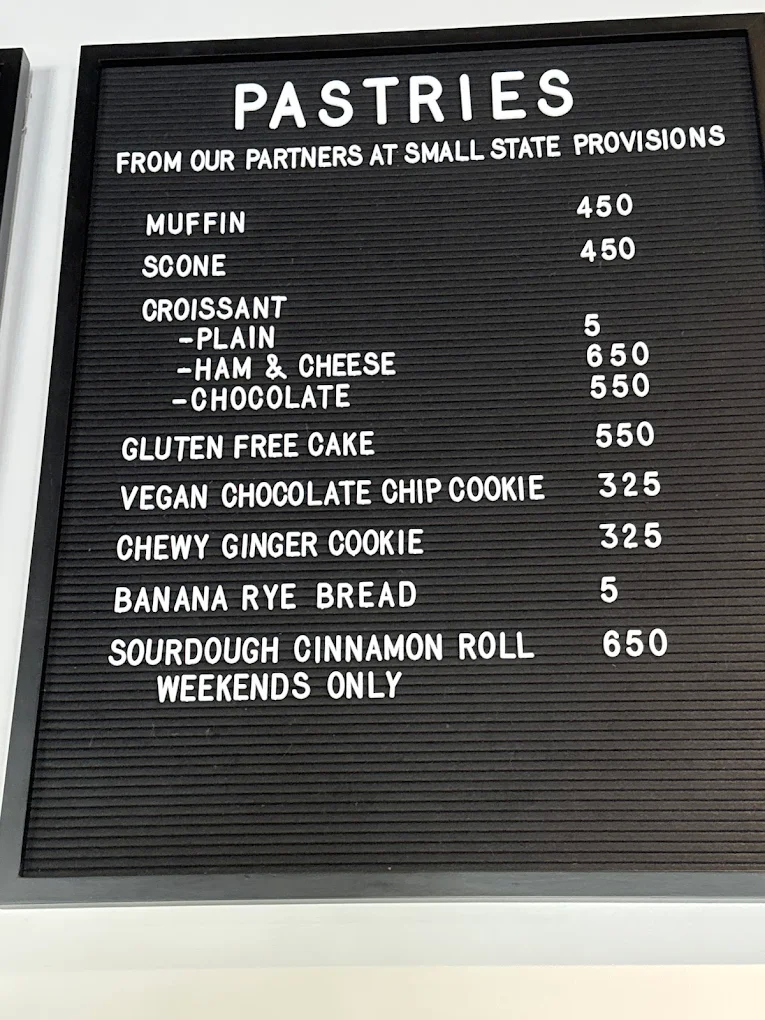 PASTRIES
FROM OUR PARTNERS AT SMALL STATE PROVISIONS
MUFFIN 450
SCONE 450
CROISSANT
-PLAIN 5
-HAM & CHEESE 650
-CHOCOLATE 550
GLUTEN FREE CAKE 550
VEGAN CHOCOLATE CHIP COOKIE 325
CHEWY GINGER COOKIE 325
BANANA RYE BREAD 5
SOURDOUGH CINNAMON ROLL 650
WEEKENDS ONLY